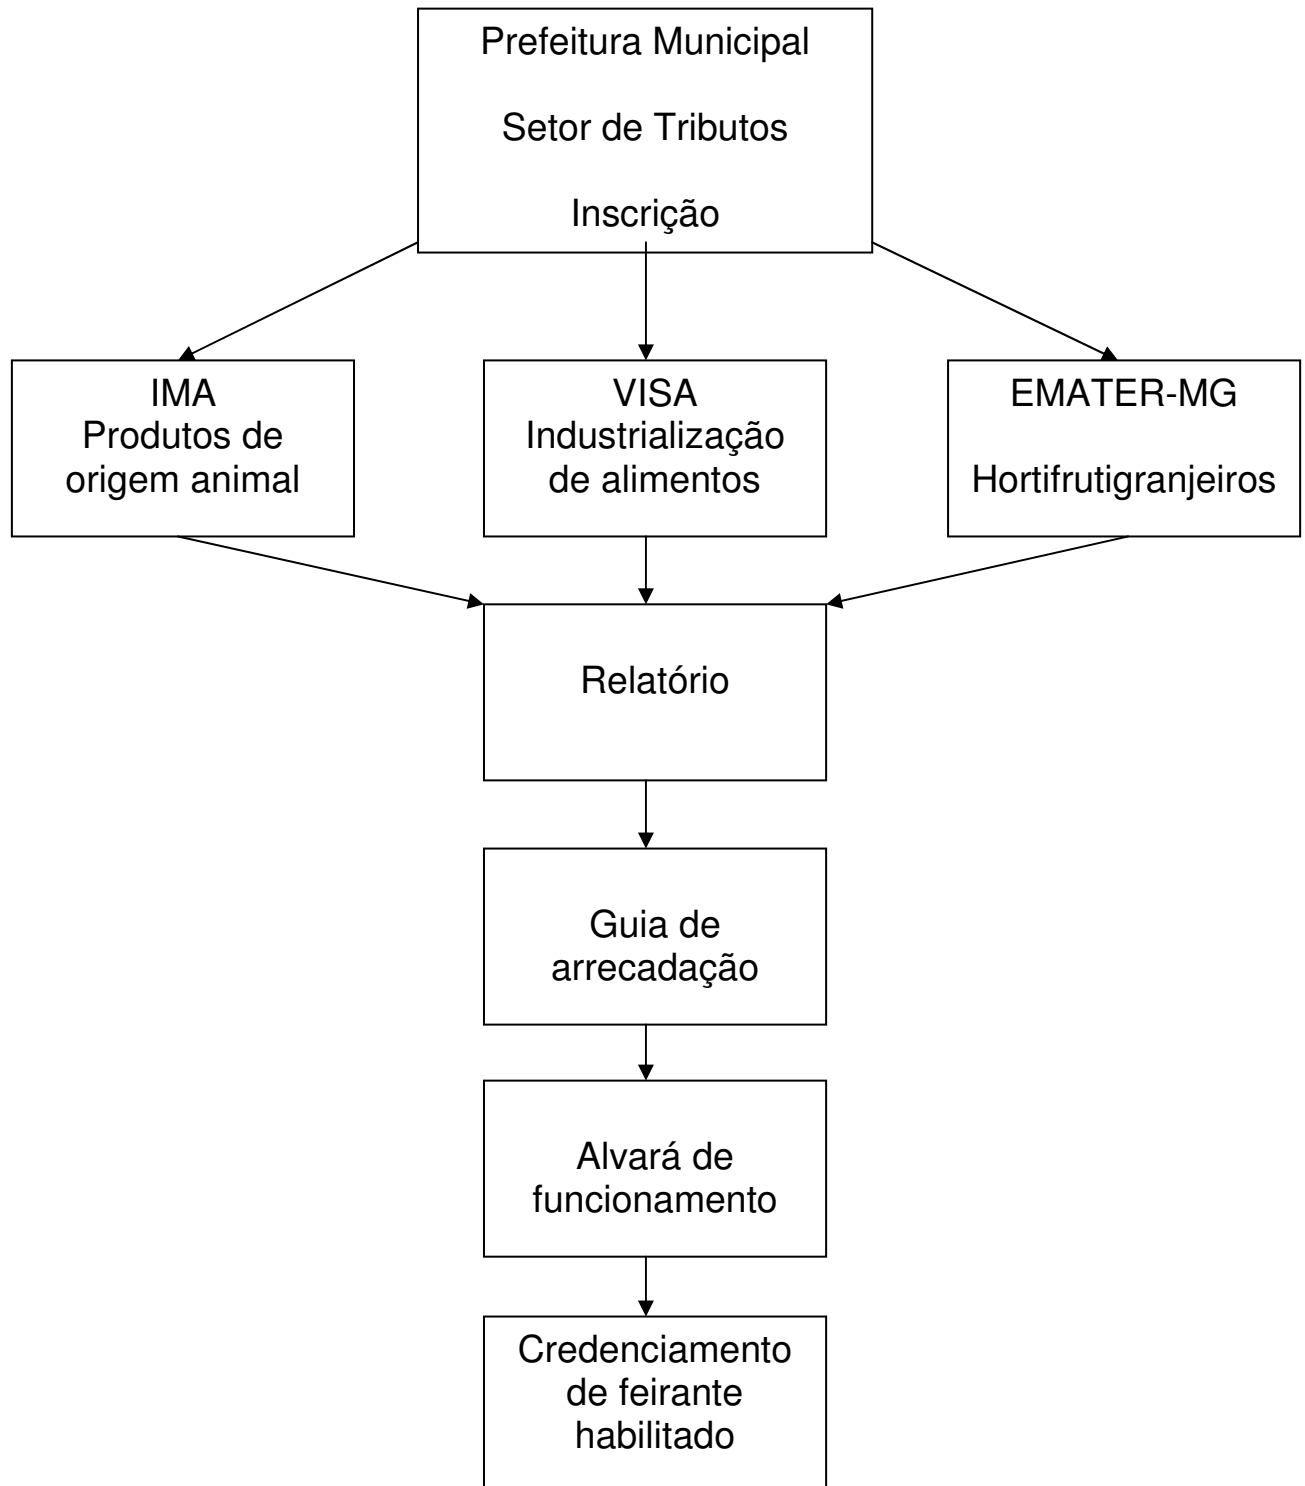 Prefeitura Municipal
Setor de Tributos
Inscrição
IMA
Produtos de
origem animal
VISA
Industrialização
de alimentos
EMATER-MG
Hortifrutigranjeiros
Relatório
Guia de
arrecadação
Alvará de
funcionamento
Credenciamento
de feirante
habilitado